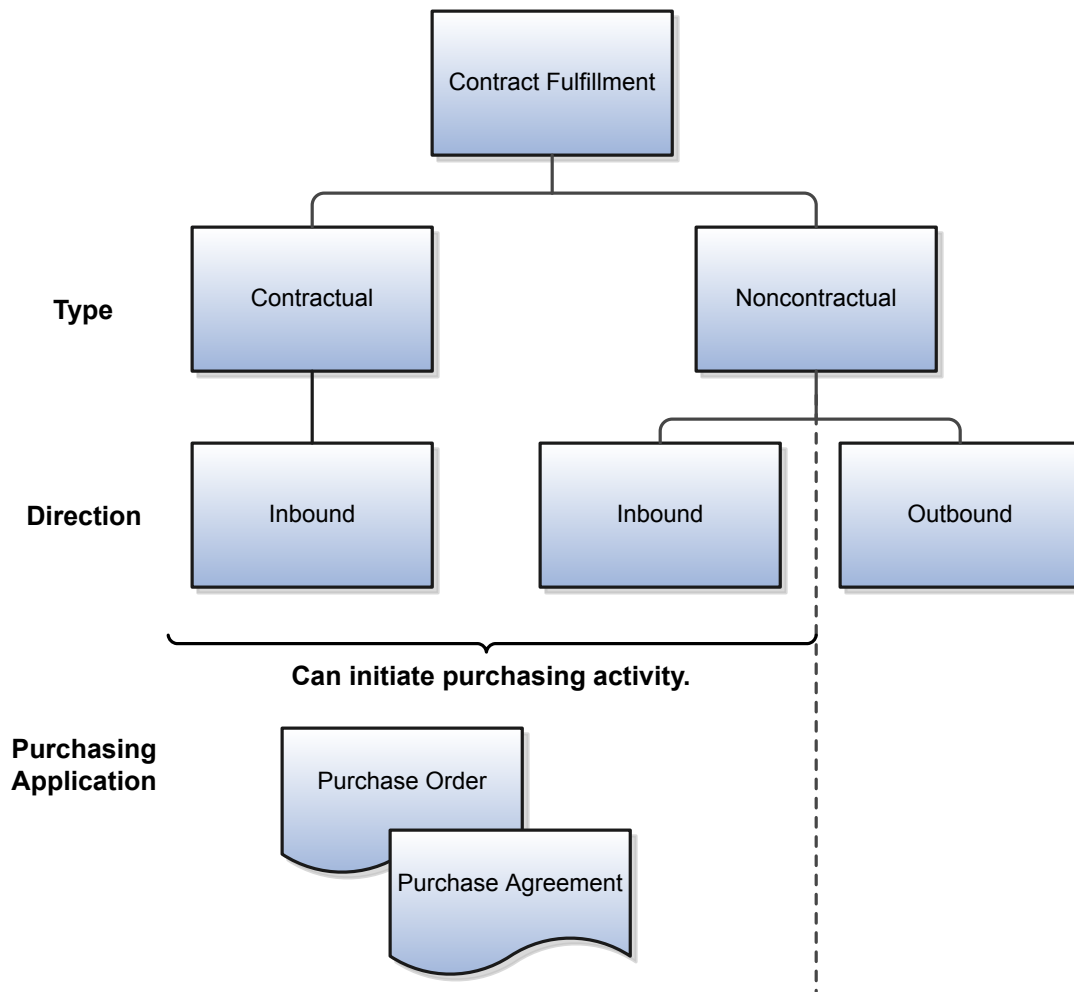 Contract Fulfillment
Type
Contractual
Noncontractual
Direction
Inbound
Inbound
Outbound
Can initiate purchasing activity.
Purchasing
Application
Purchase Order
Purchase Agreement